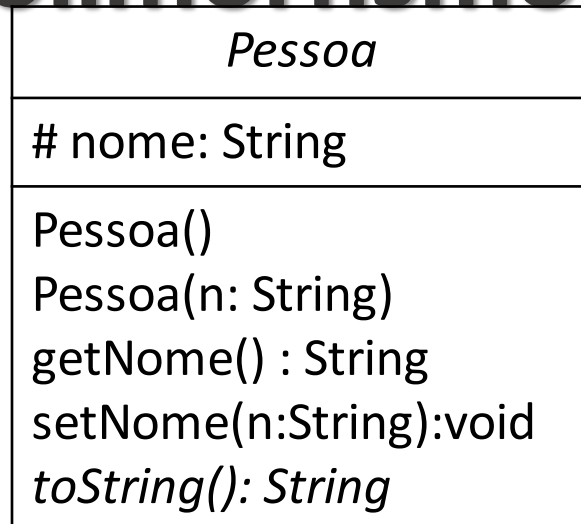 Pessoa
# nome: String
Pessoa()
Pessoa(n: String)
getNome() : String
setNome(n:String):void
toString(): String